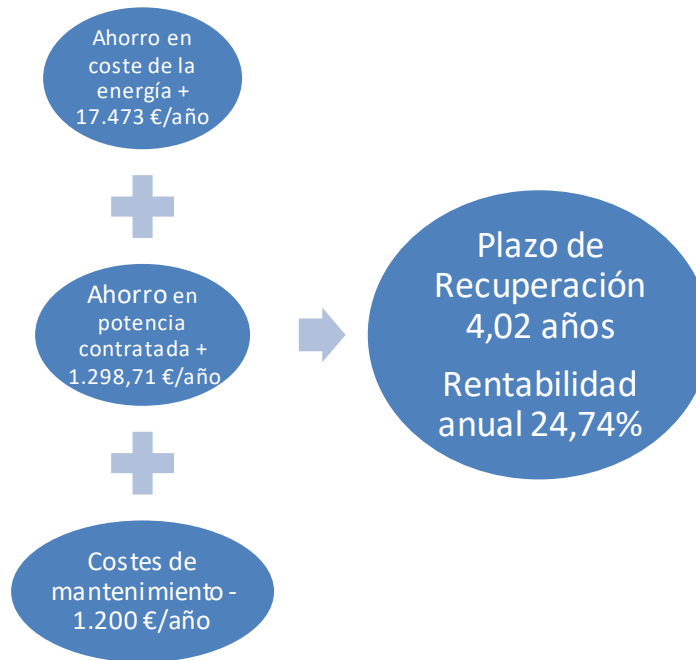 Ahorro en
coste de la
energía +
17.473 €/año
Ahorro en
potencia
contratada +
1.298,71 €/año
Costes de
mantenimiento -
1.200 €/año
Plazo de
Recuperación
4,02 años
Rentabilidad
anual 24,74%